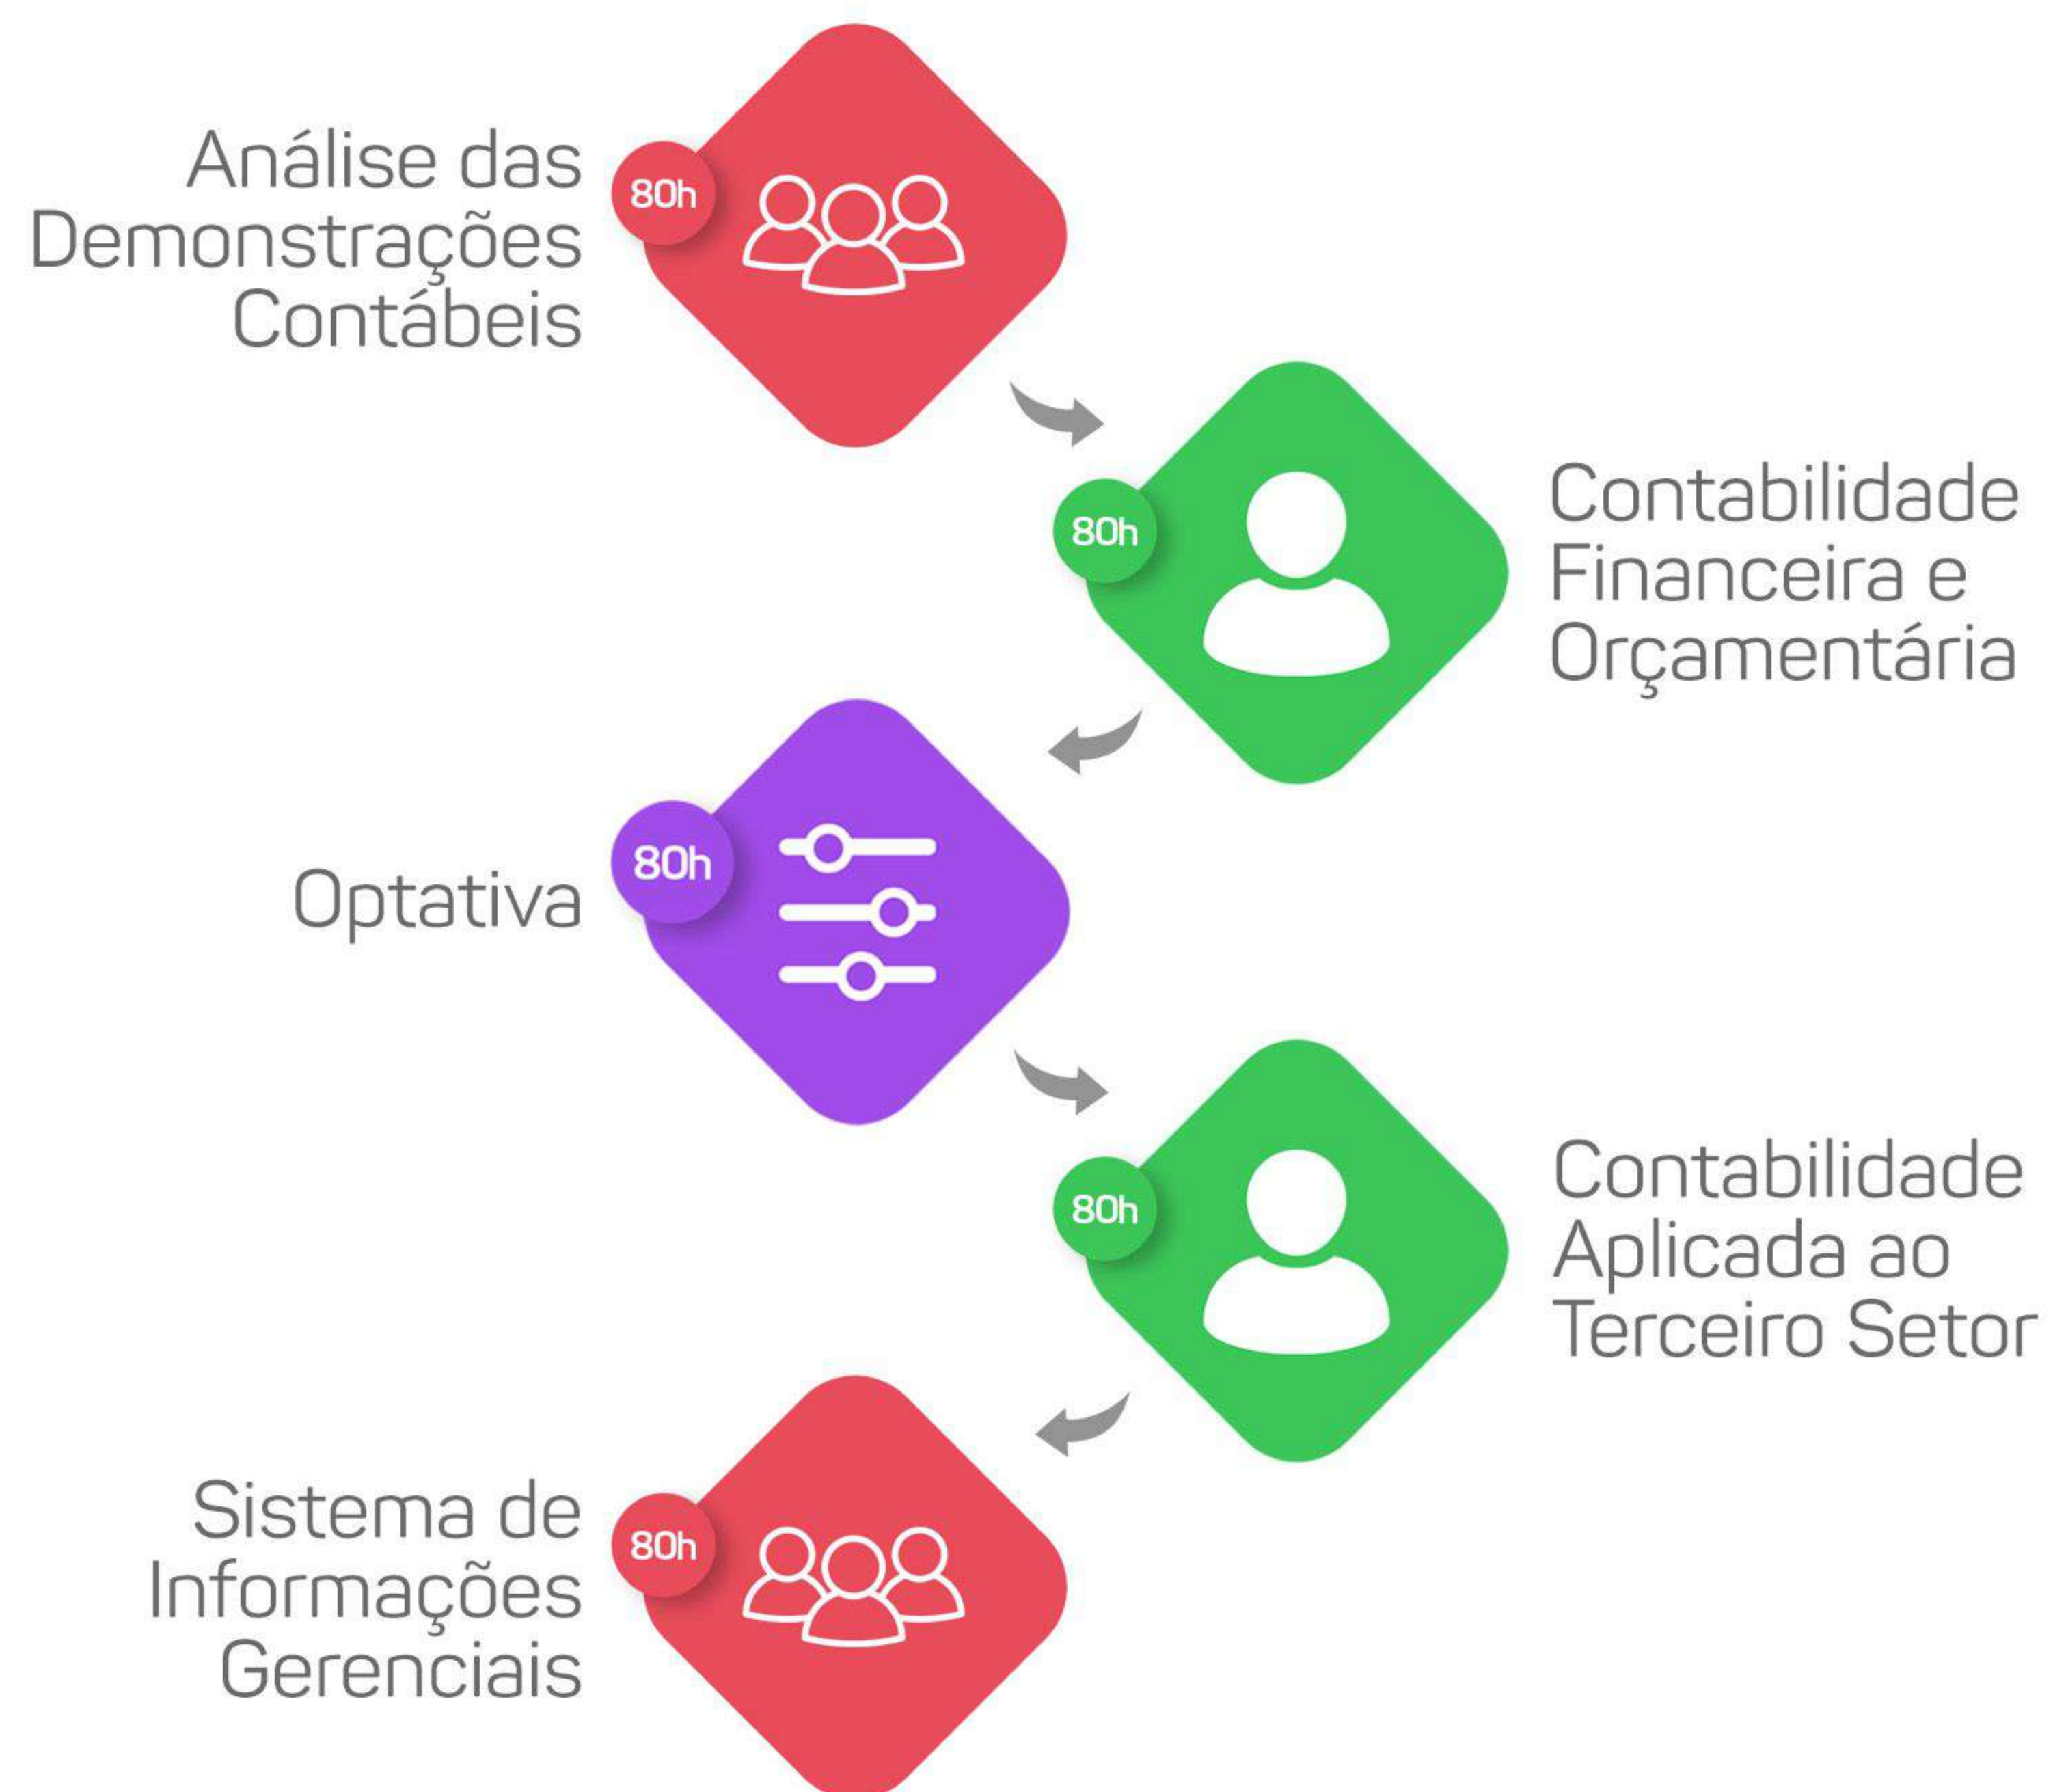 Análise das
Demonstrações
Contábeis
80h
80h
Contabilidade
Financeira e
Orçamentária
Optativa
80h
80h
Contabilidade
Aplicada ao
Terceiro Setor
Sistema de
Informações
Gerenciais
80h